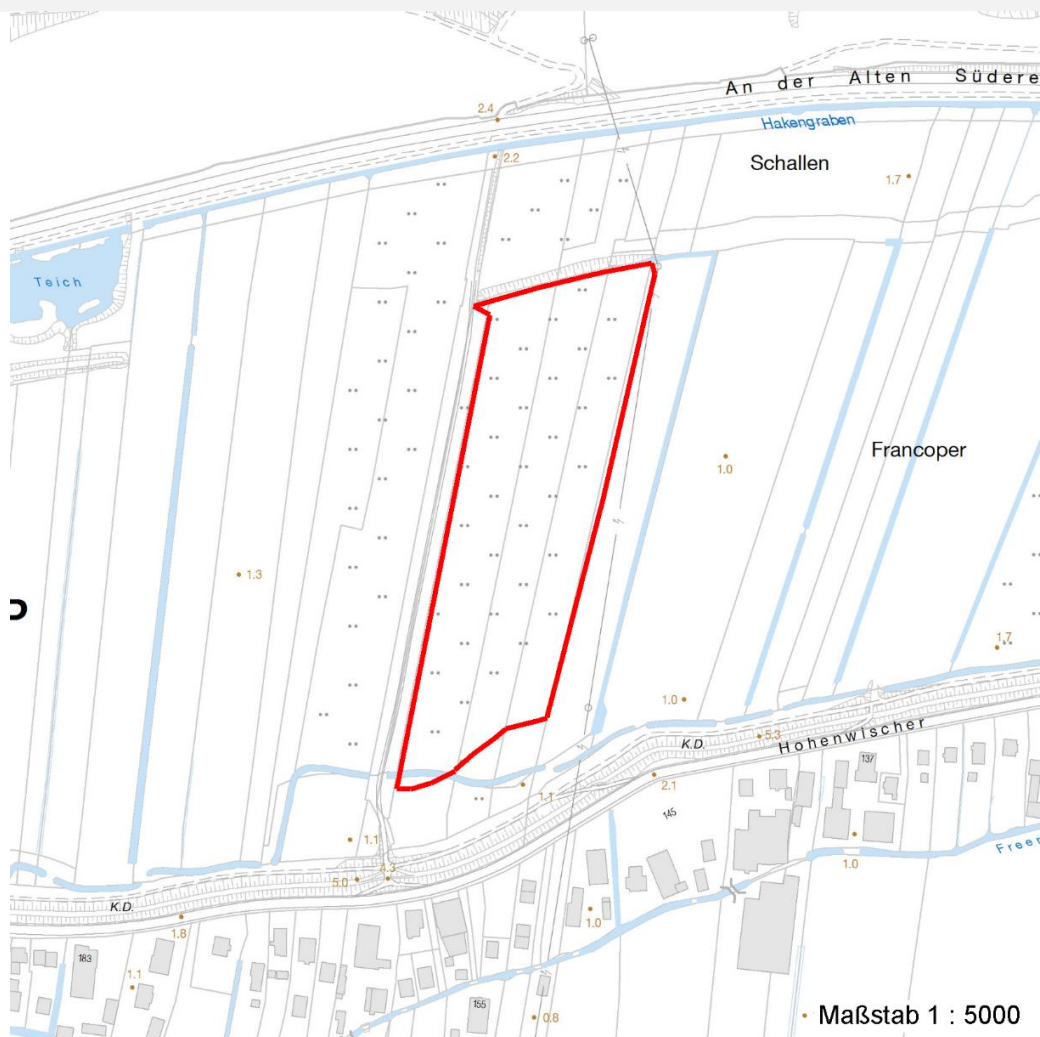 An der Alten Südere
2.4
Hakengraben
2.2
Schallen
1.7
Teich
Francoper
1.0
1.3
1.7
1.0
K.D.
5.3
Hohenwischer
2.1
137
1.1
145
1.1
1.0
Freer
4.3
5.0
K.D.
1.8
1.0
183
1.1
155
0.8
Maßstab 1 : 5000